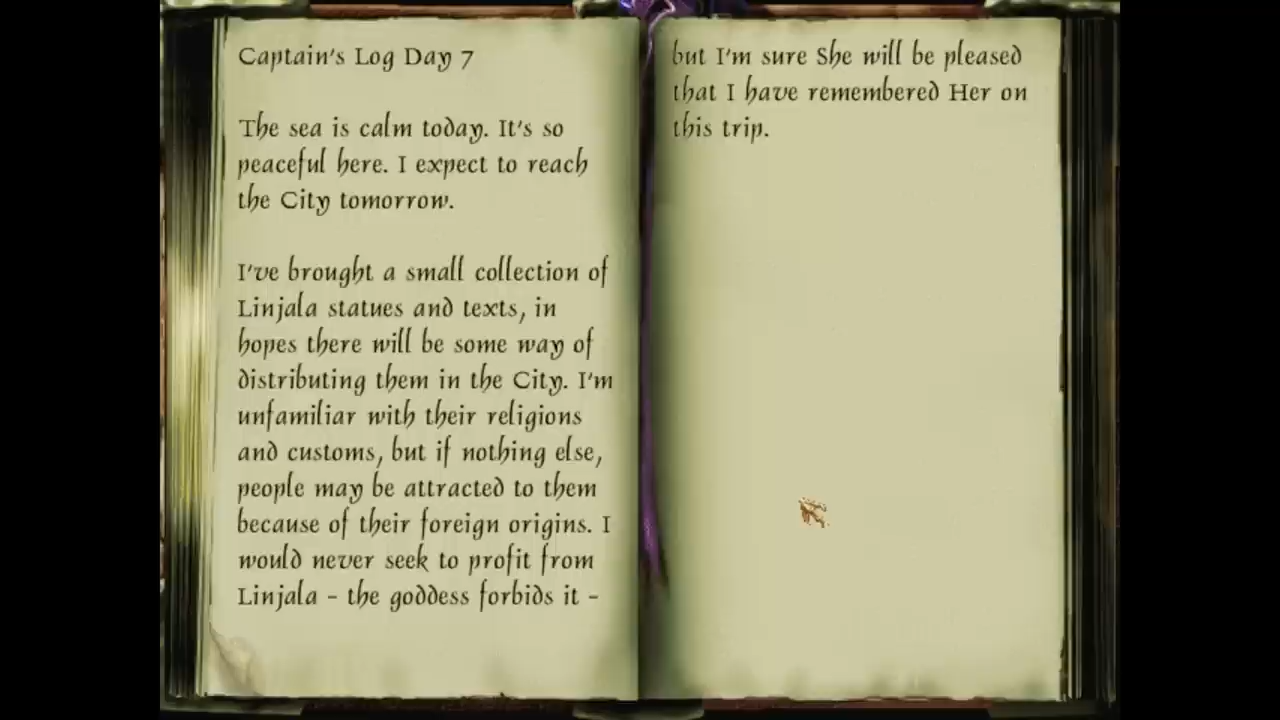 Captain's Log Day 7
The sea is calm today. It's so
peaceful here. I expect to reach
the City tomorrow.
I've brought a small collection of
Linjala statues and texts, in
hopes there will be some way of
distributing them in the City. I'm
unfamiliar with their religions
and customs, but if nothing else,
people may be attracted to them
because of their foreign origins. I
would never seek to profit from
Linjala - the goddess forbids it -
but I'm sure She will be pleased
that I have remembered Her on
this trip.